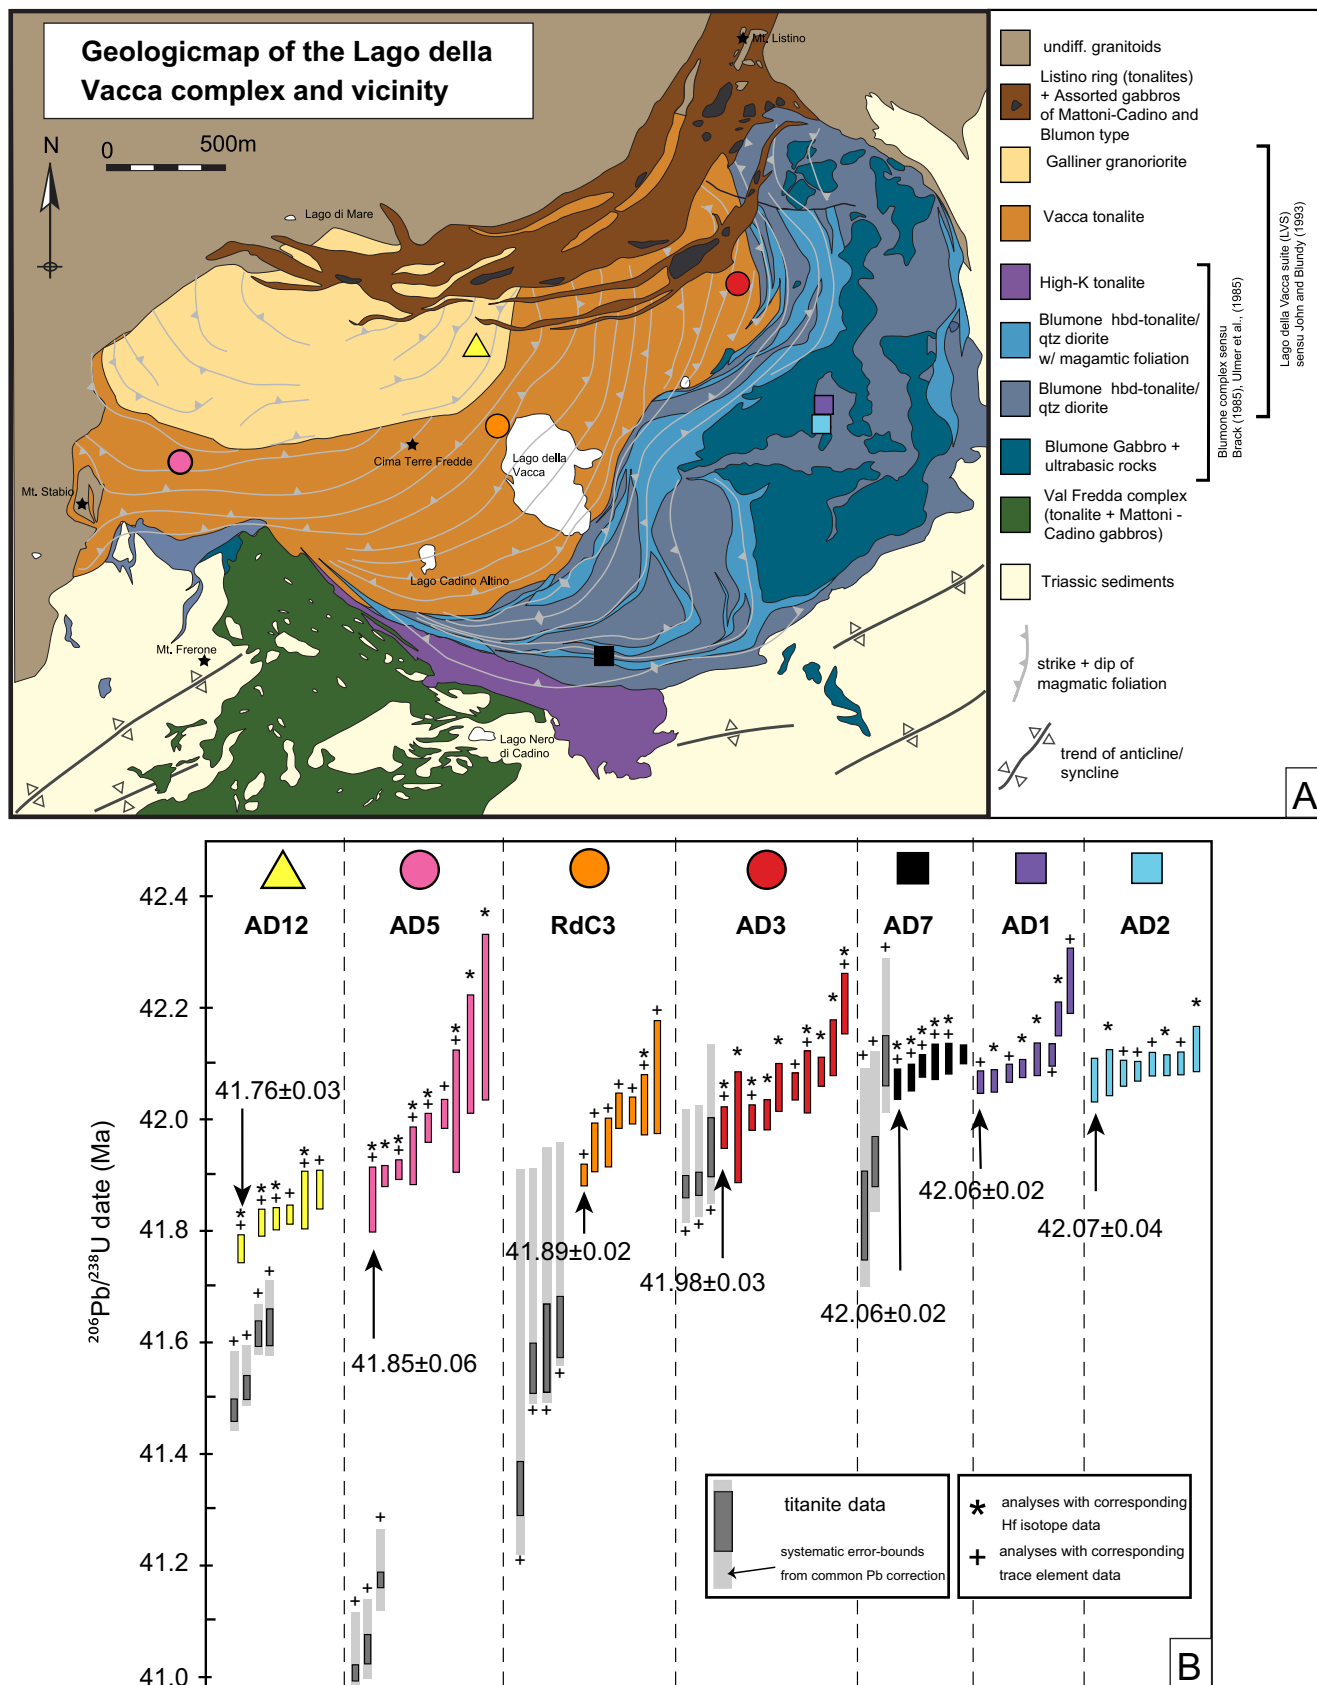 Geologicmap of the Lago della
Vacca complex and vicinity
N
0
500m
Mt. Listino
Lago di Mare
Cima Terre Fredde
Lago della
Vacca
Mt. Stabio
Lago Cadino Altino
Mt. Frerone
Lago Nero
di Cadino
undiff. granitoids
Listino ring (tonalites)
+ Assorted gabbros
of Mattoni-Cadino and
Blumon type
Galliner granoriorite
Vacca tonalite
High-K tonalite
Blumone hbd-tonalite/
qtz diorite
w/ magamtic foliation
Blumone hbd-tonalite/
qtz diorite
Blumone Gabbro +
ultrabasic rocks
Val Fredda complex
(tonalite + Mattoni -
Cadino gabbros)
Triassic sediments
strike + dip of
magmatic foliation
trend of anticline/
syncline
Blumone complex sensu
Brack (1985), Ulmer et al., (1985)
Lago della Vacca suite (LVS)
sensu John and Blundy (1993)
A
42.4
42.2
42.0
41.8
41.6
41.4
41.2
41.0
²⁰⁶Pb/²³⁸U date (Ma)
AD12
AD5
RdC3
AD3
AD7
AD1
AD2
41.76±0.03
41.85±0.06
41.89±0.02
41.98±0.03
42.06±0.02
42.06±0.02
42.07±0.04
titanite data
systematic error-bounds
from common Pb correction
* analyses with corresponding
Hf isotope data
+ analyses with corresponding
trace element data
B